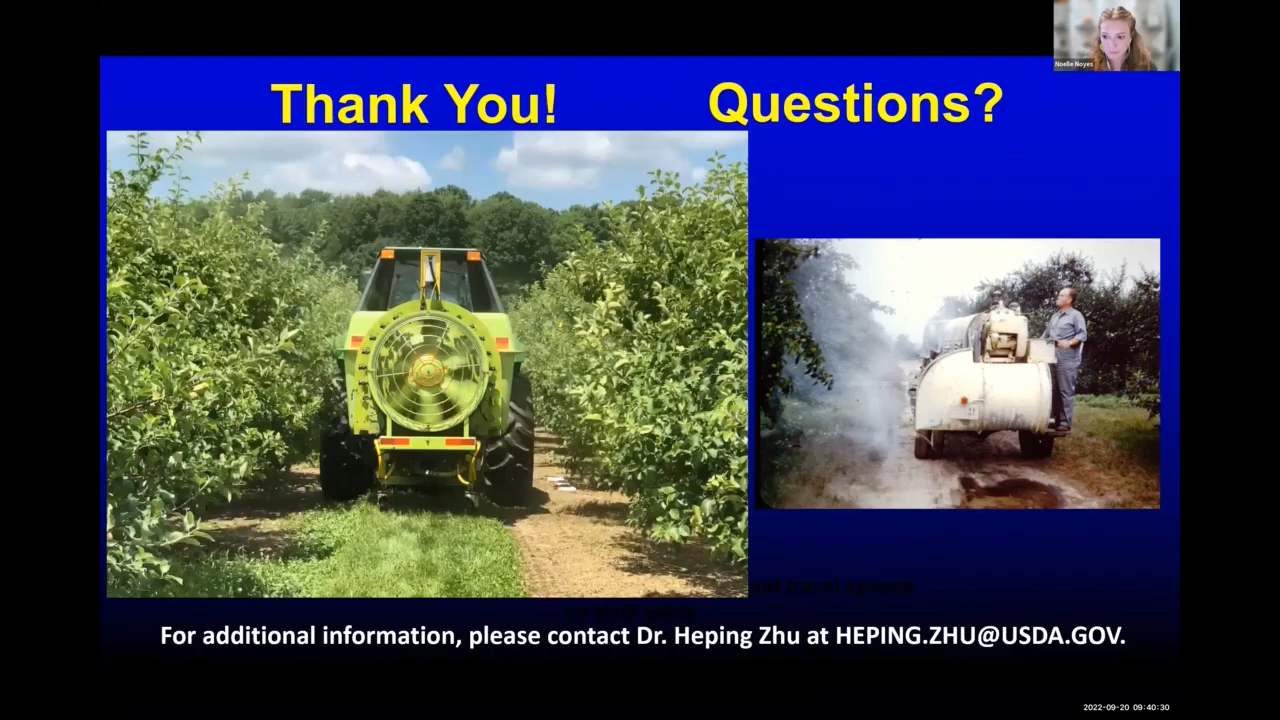 Noelle Noyes
Thank You!
Questions?
For additional information, please contact Dr. Heping Zhu at HEPING.ZHU@USDA.GOV.
2022-09-20 09:40:30